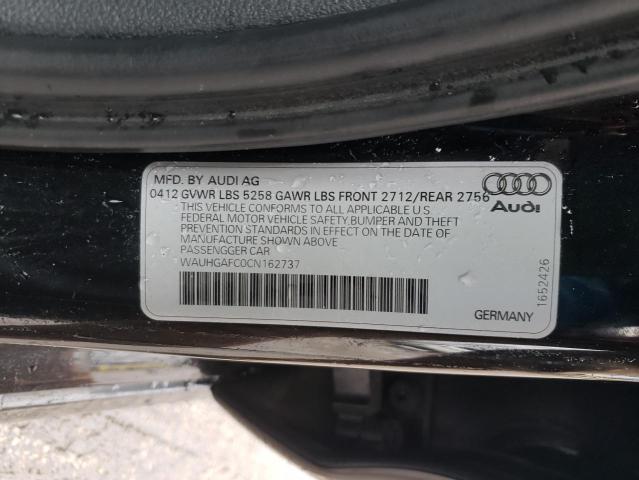 MFD. BY AUDI AG
0412 GVWR LBS 5258 GAWR LBS FRONT 2712/REAR 2756
THIS VEHICLE CONFORMS TO ALL APPLICABLE U S
FEDERAL MOTOR VEHICLE SAFETY,BUMPER AND THEFT
PREVENTION STANDARDS IN EFFECT ON THE DATE OF
MANUFACTURE SHOWN ABOVE
PASSENGGER CAR
WAUHGAFC0CN162737
Audi
1652426
GERMANY